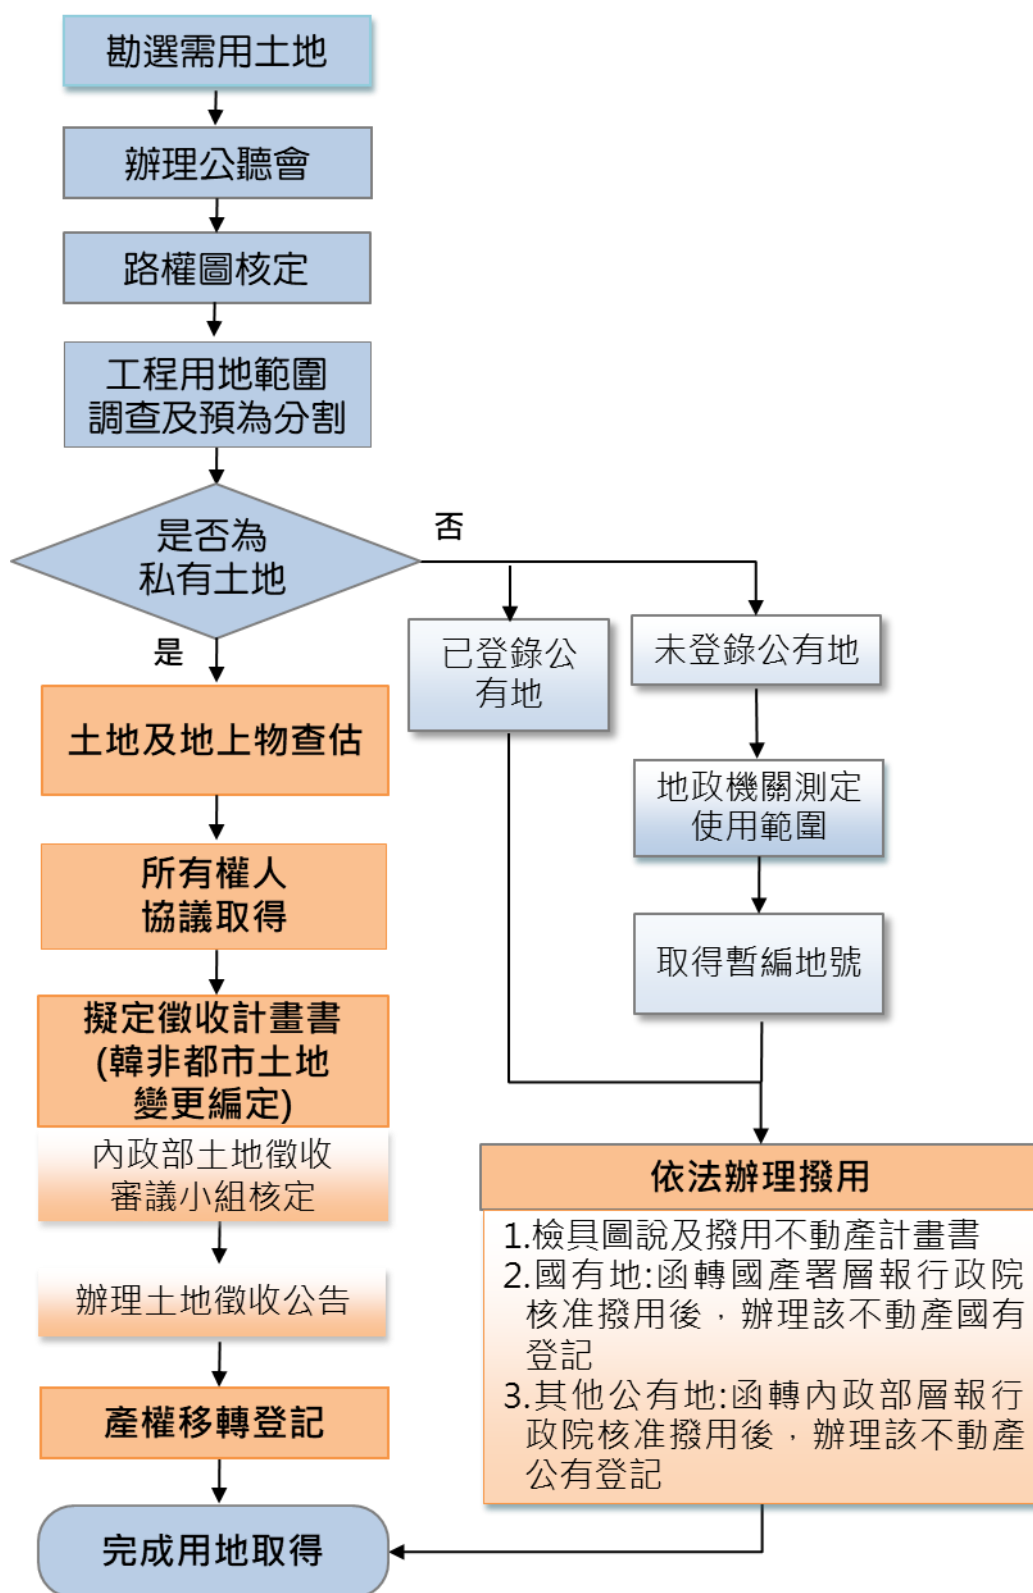 勘選需用土地
辦理公聽會
路權圖核定
工程用地範圍
調查及預為分割
是否為
私有土地
否
是
已登錄公
有地
未登錄公有地
地政機關測定
使用範圍
取得暫編地號
土地及地上物查估
所有權人
協議取得
擬定徵收計畫書
(韓非都市土地
變更編定)
內政部土地徵收
審議小組核定
辦理土地徵收公告
產權移轉登記
依法辦理撥用
1.檢具圖說及撥用不動產計畫書
2.國有地:函轉國產署層報行政院
核准撥用後，辦理該不動產國有
登記
3.其他公有地:函轉內政部層報行
政院核准撥用後，辦理該不動產
公有登記
完成用地取得